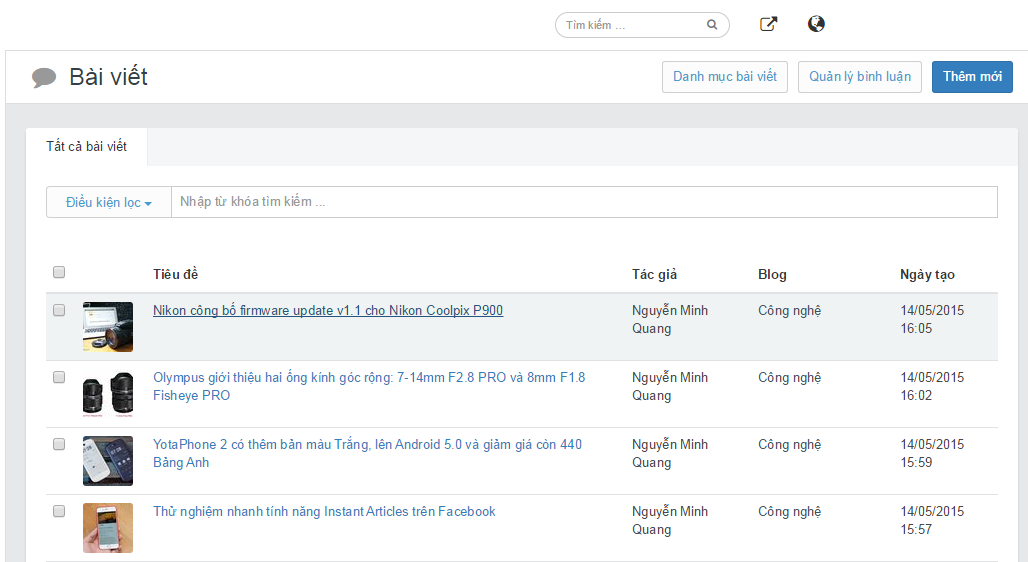 Tìm kiếm ...
Bài viết
Danh mục bài viết
Quản lý bình luận
Thêm mới
Tất cả bài viết
Điều kiện lọc
Nhập từ khóa tìm kiếm ...
Tiêu đề
Tác giả
Blog
Ngày tạo
Nikon công bố firmware update v1.1 cho Nikon Coolpix P900
Nguyễn Minh
Quang
Công nghệ
14/05/2015
16:05
Olympus giới thiệu hai ống kính góc rộng: 7-14mm F2.8 PRO và 8mm F1.8
Fisheye PRO
Nguyễn Minh
Quang
Công nghệ
14/05/2015
16:02
YotaPhone 2 có thêm bản màu Trắng, lên Android 5.0 và giảm giá còn 440
Bảng Anh
Nguyễn Minh
Quang
Công nghệ
14/05/2015
15:59
Thử nghiệm nhanh tính năng Instant Articles trên Facebook
Nguyễn Minh
Quang
Công nghệ
14/05/2015
15:57